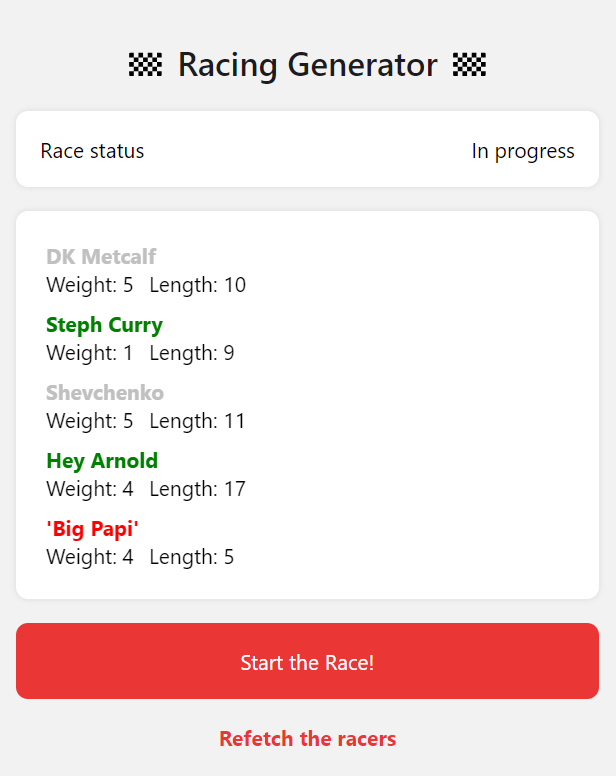 🏁 Racing Generator 🏁
Race status In progress
DK Metcalf
Weight: 5 Length: 10
Steph Curry
Weight: 1 Length: 9
Shevchenko
Weight: 5 Length: 11
Hey Arnold
Weight: 4 Length: 17
'Big Papi'
Weight: 4 Length: 5
Start the Race!
Refetch the racers